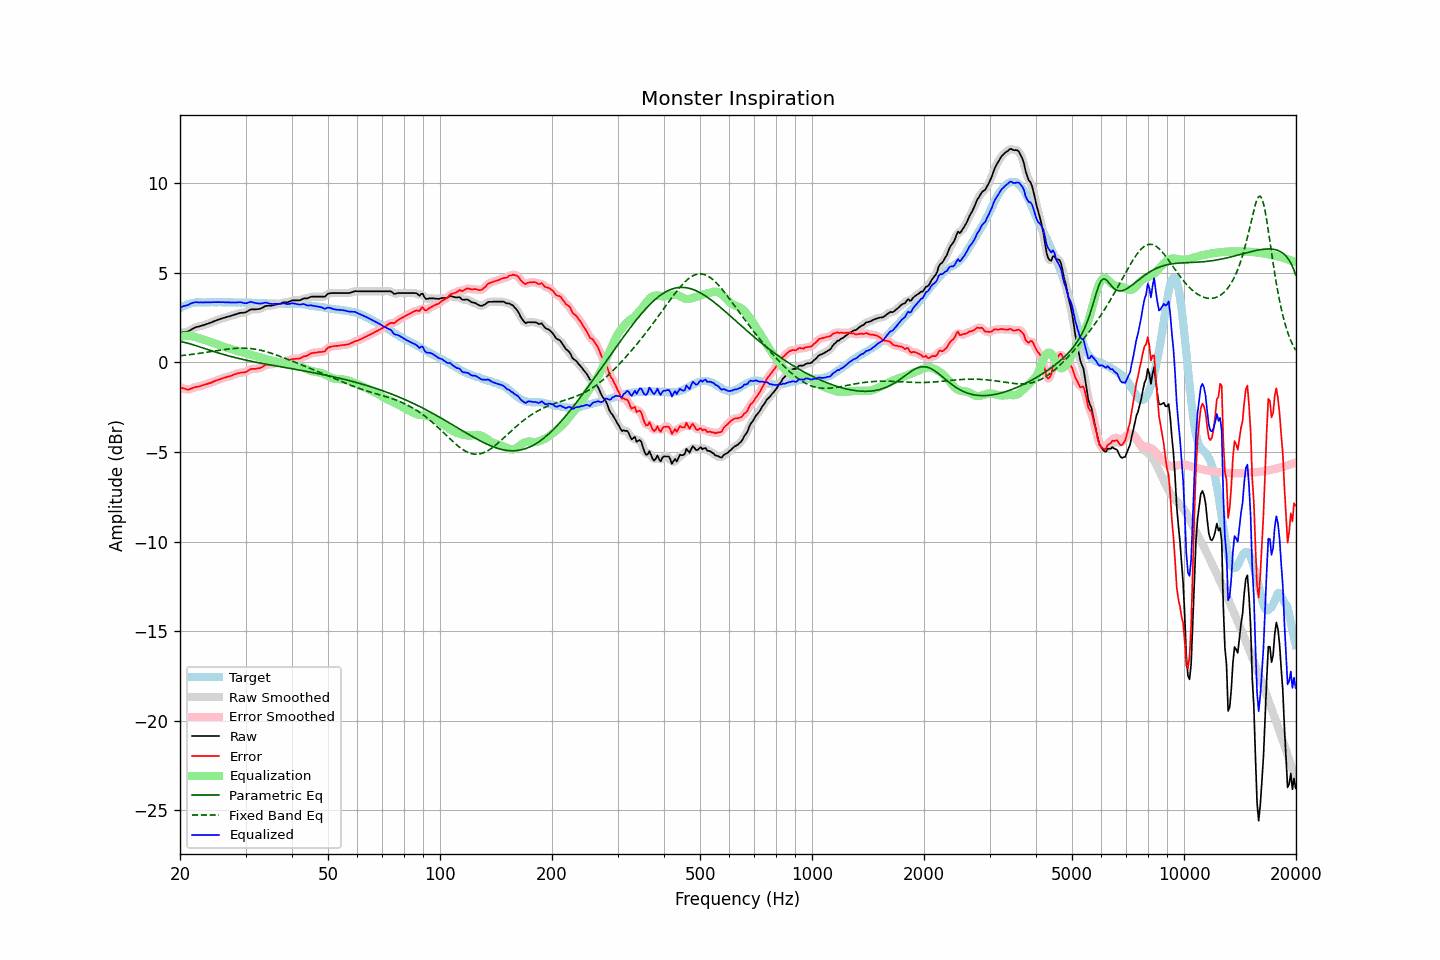 Monster Inspiration
Amplitude (dBr)
10
5
0
−5
−10
−15
−20
−25
Target
Raw Smoothed
Error Smoothed
Raw
Error
Equalization
Parametric Eq
Fixed Band Eq
Equalized
20 50 100 200 500 1000 2000 5000 10000 20000
Frequency (Hz)